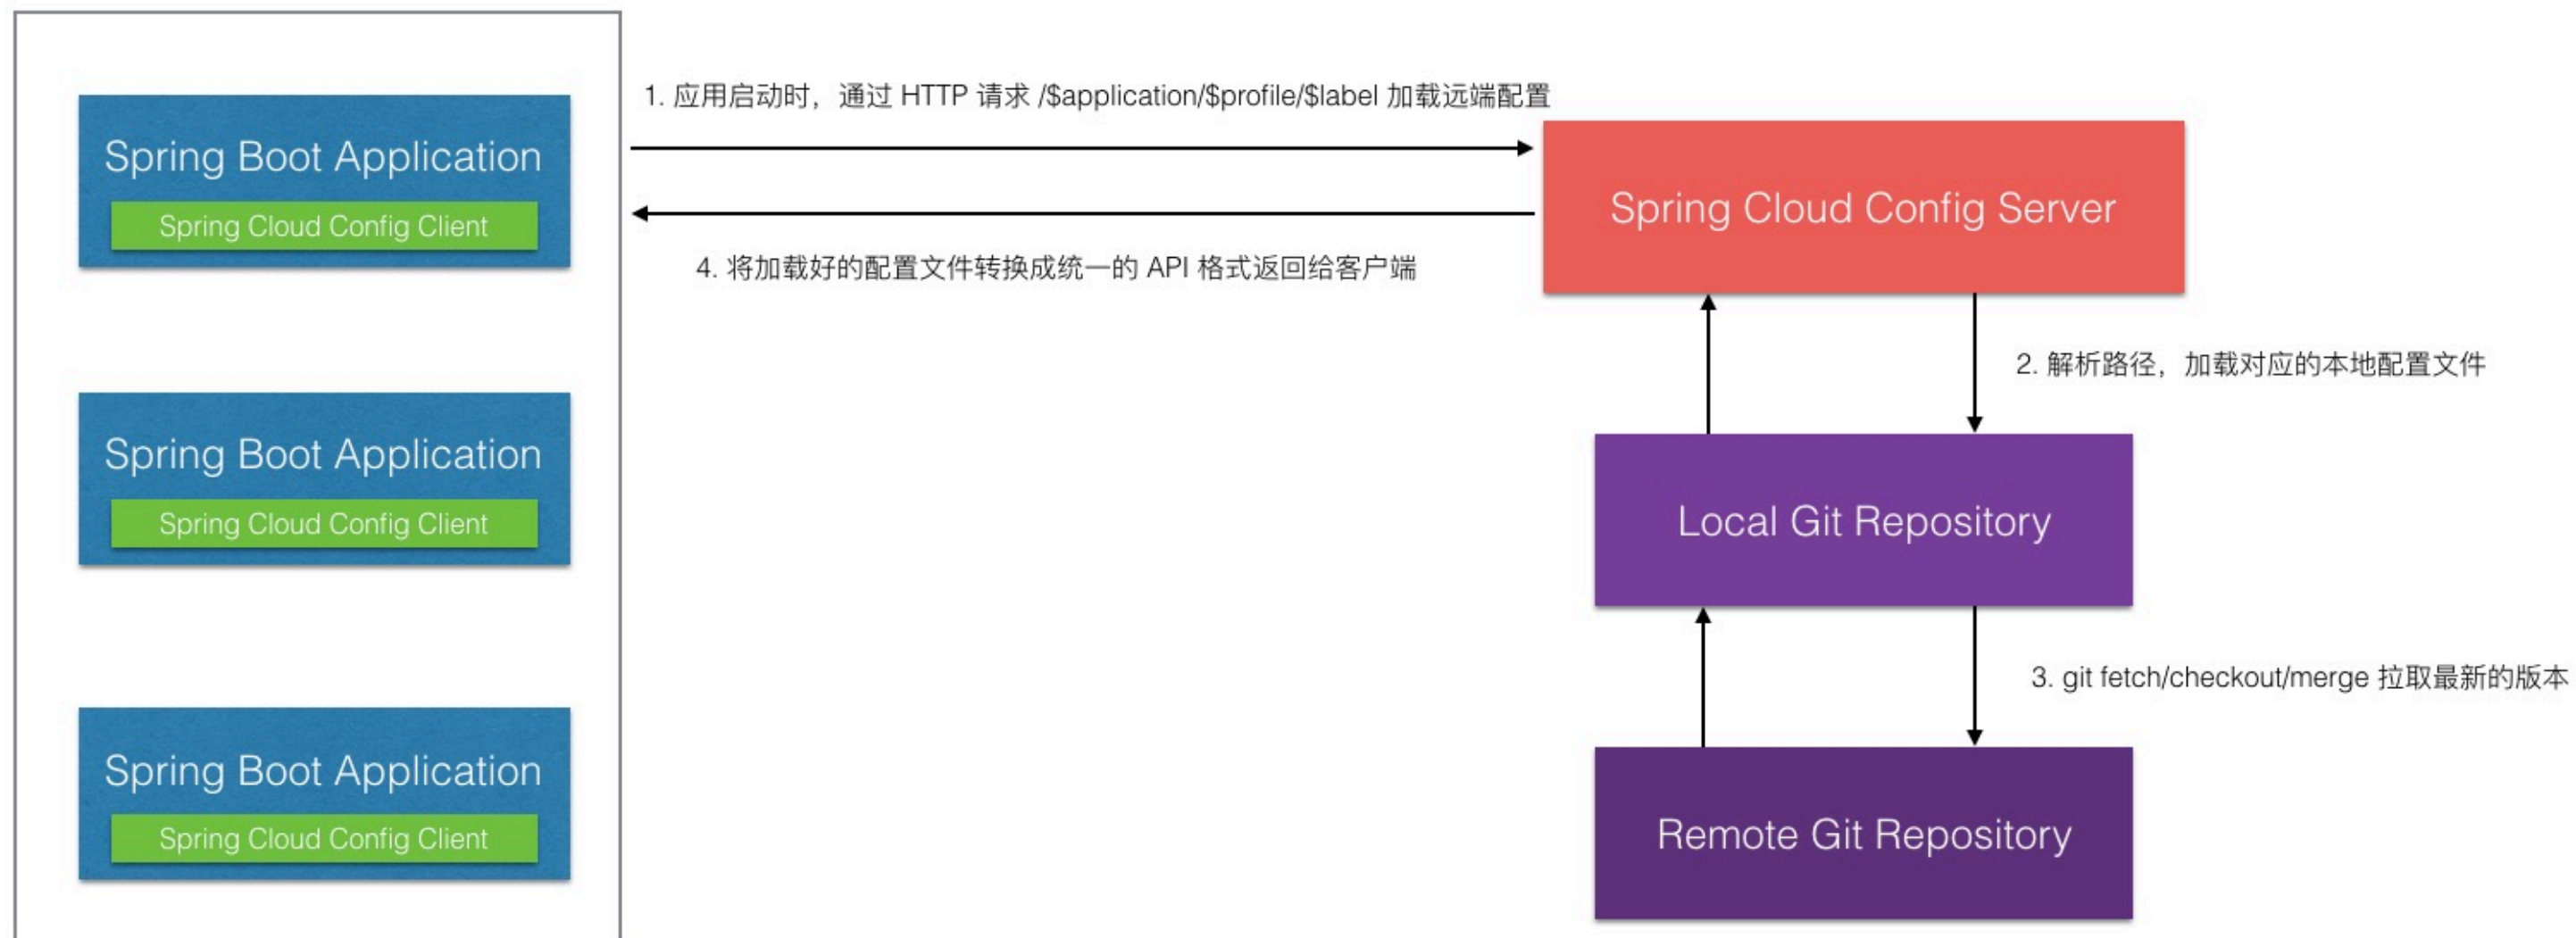 1. 应用启动时，通过 HTTP 请求 /$application/$profile/$label 加载远端配置
Spring Boot Application
Spring Cloud Config Client
Spring Cloud Config Server
4. 将加载好的配置文件转换成统一的 API 格式返回给客户端
2. 解析路径，加载对应的本地配置文件
Spring Boot Application
Spring Cloud Config Client
Local Git Repository
3. git fetch/checkout/merge 拉取最新的版本
Spring Boot Application
Spring Cloud Config Client
Remote Git Repository